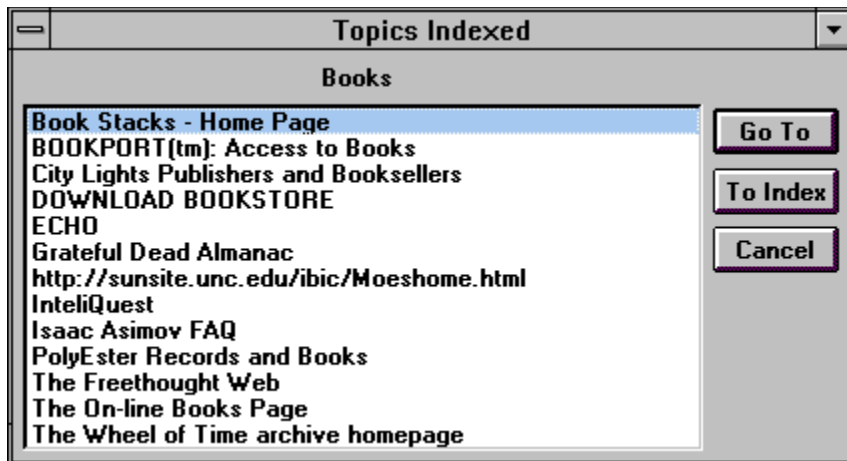 Topics Indexed
Books
Book Stacks - Home Page
BOOKPORT(tm): Access to Books
City Lights Publishers and Booksellers
DOWNLOAD BOOKSTORE
ECHO
Grateful Dead Almanac
http://sunsite.unc.edu/ibic/Moeshome.html
InteliQuest
Isaac Asimov FAQ
PolyEster Records and Books
The Freethought Web
The On-line Books Page
The Wheel of Time archive homepage
Go To
To Index
Cancel